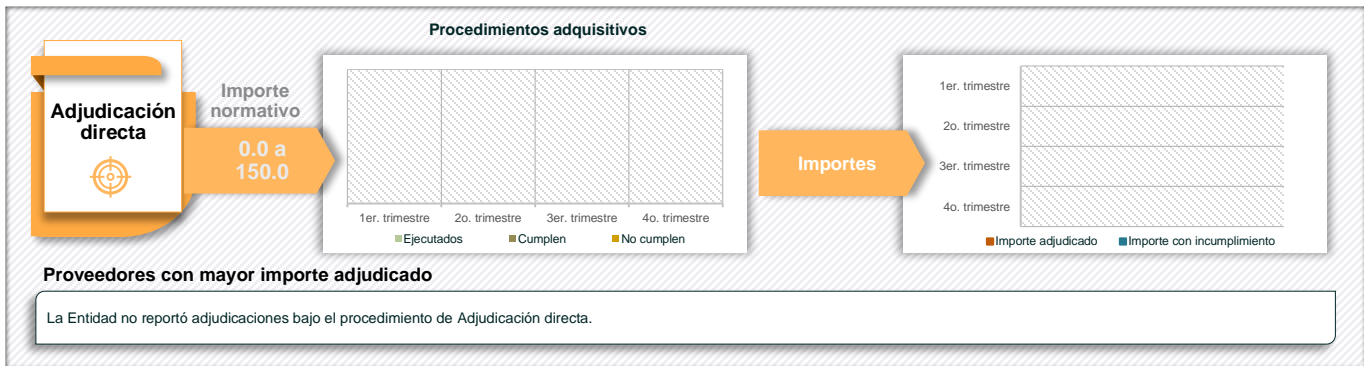 Procedimientos adquisitivos
Adjudicación
directa
Importe
normativo
0.0 a
150.0
1er. trimestre
2o. trimestre
3er. trimestre
4o. trimestre
Ejecutados
Cumplen
No cumplen
Importes
1er. trimestre
2o. trimestre
3er. trimestre
4o. trimestre
Importe adjudicado
Importe con incumplimiento
Proveedores con mayor importe adjudicado
La Entidad no reportó adjudicaciones bajo el procedimiento de Adjudicación directa.